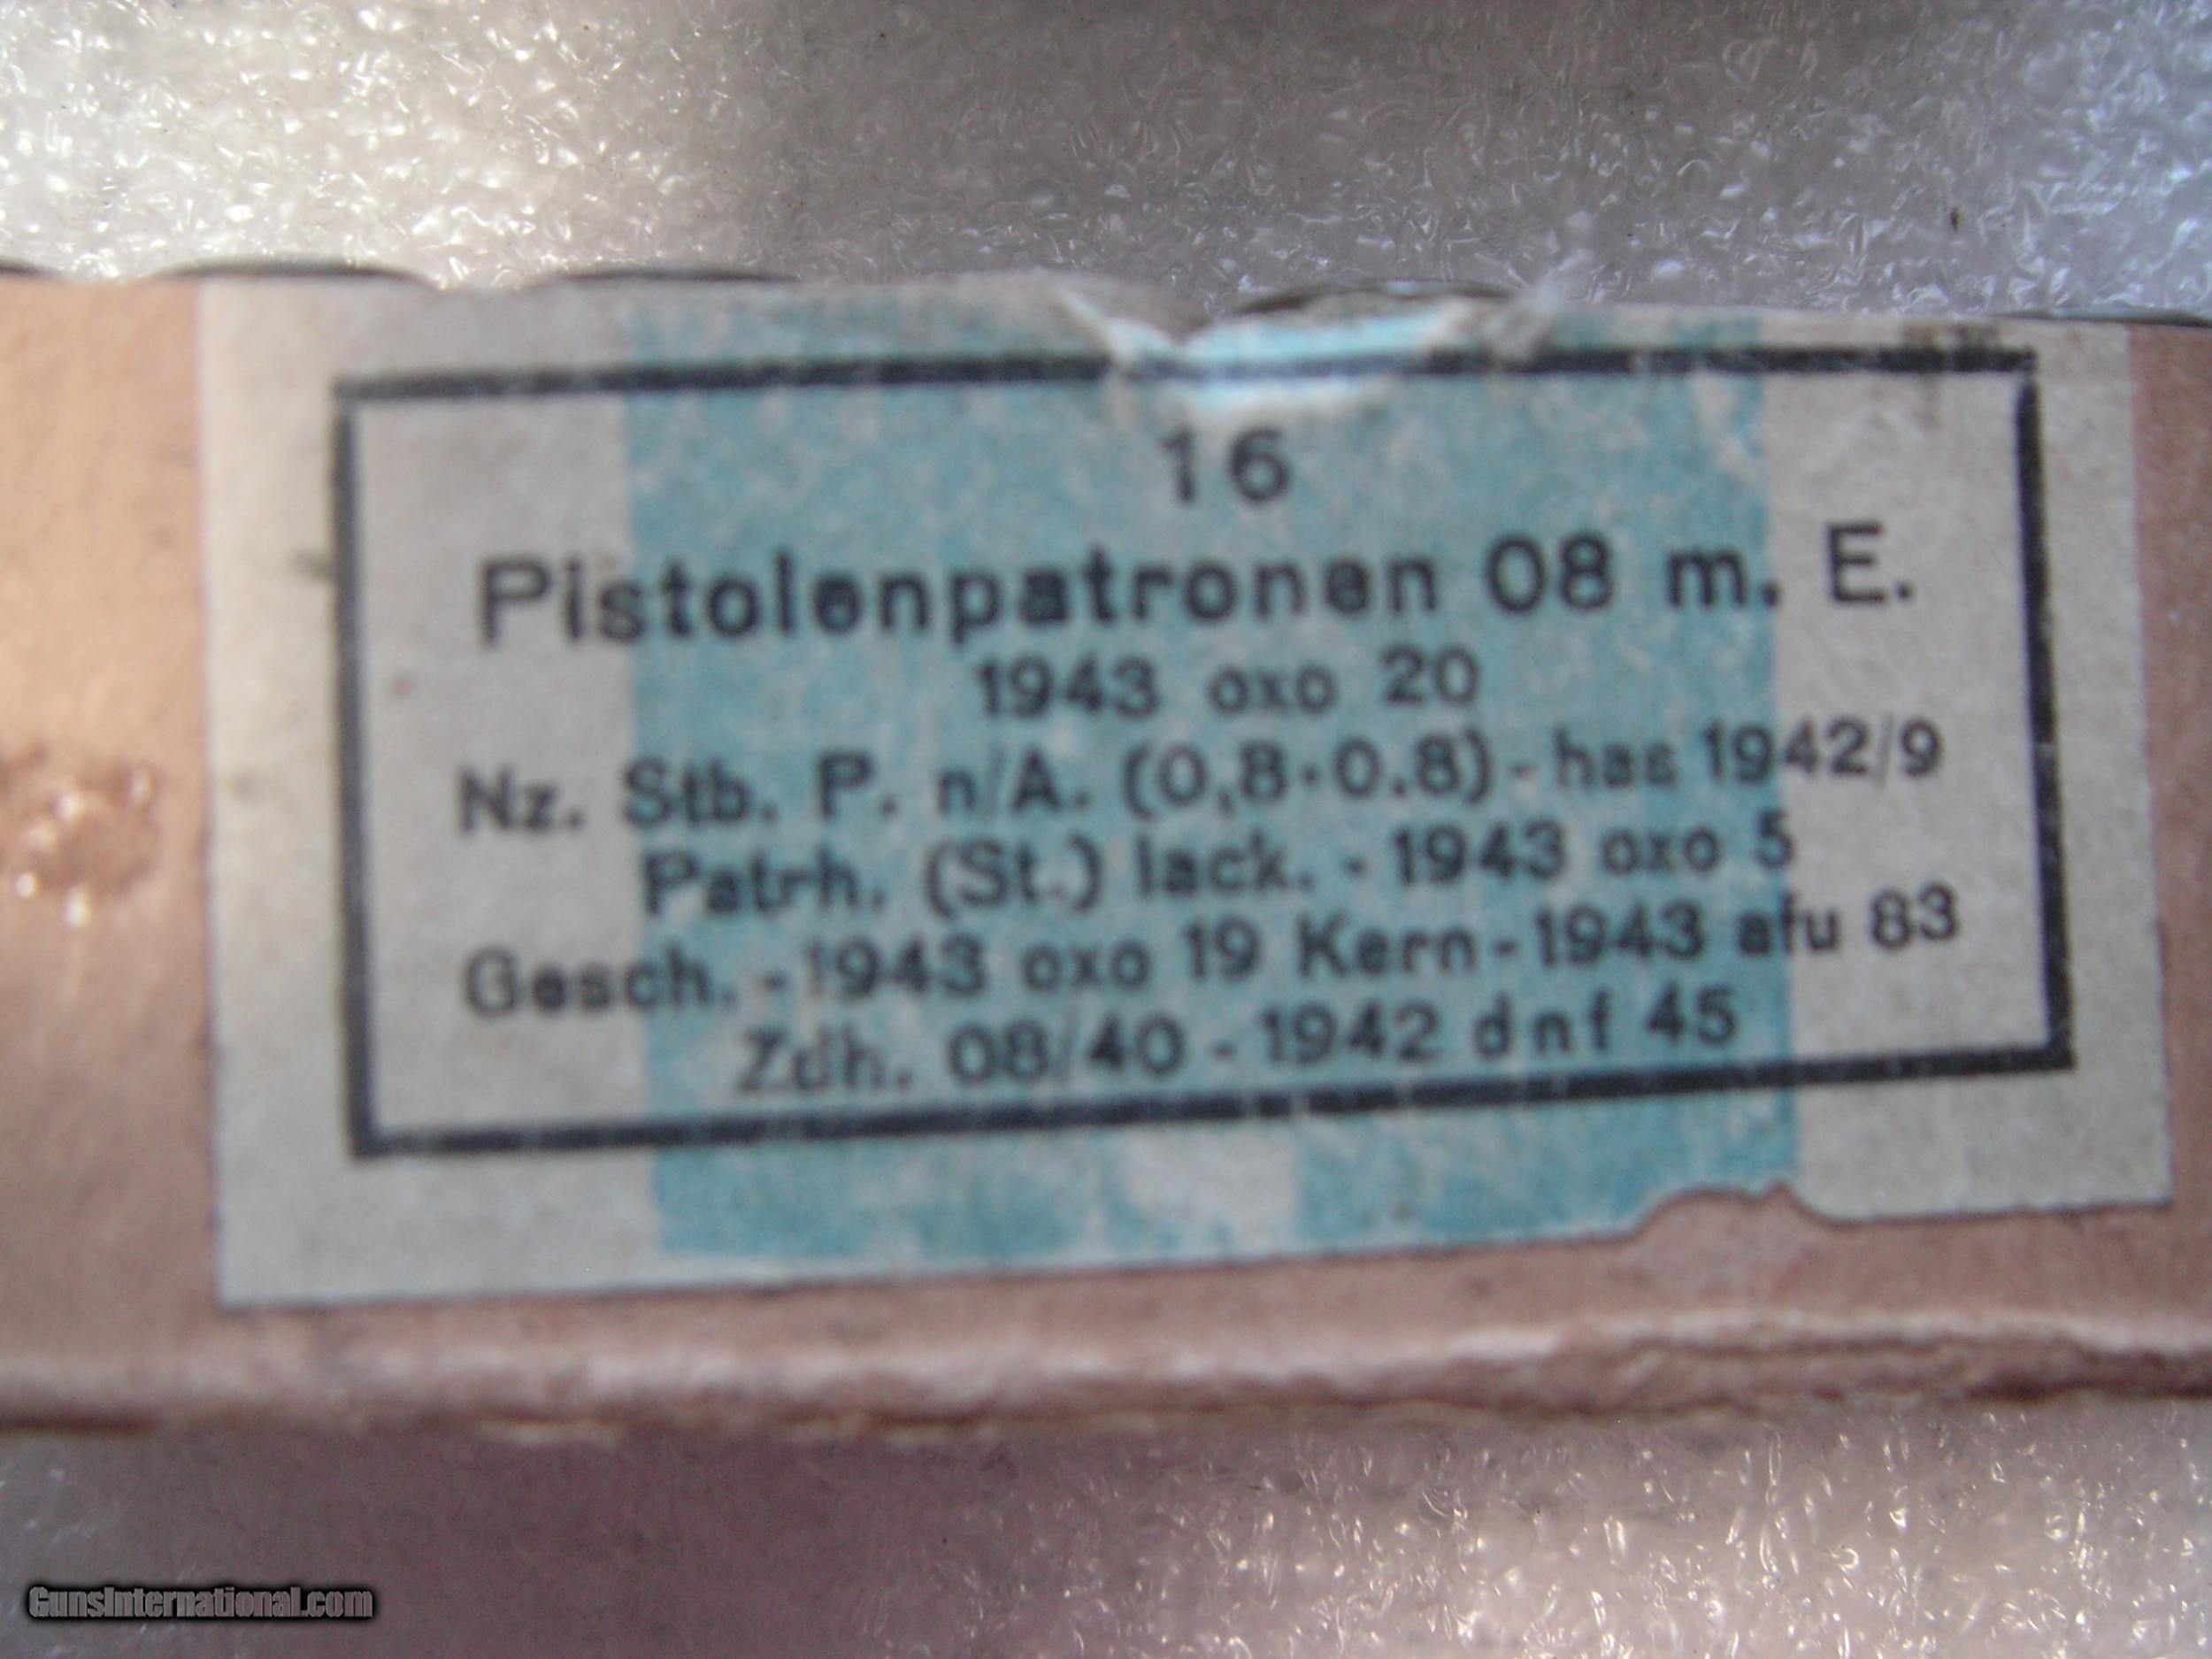 16
Pistolenpatronen 08 m. E.
1943 oxo 20
Nz. Stb. P. n/A. (0,8·0.8) - has 1942/9
Patrh. (St.) lack. - 1943 oxo 5
Gesch. - 1943 oxo 19 Kern - 1943 afu 83
Zdh. 08/40 - 1942 dnf 45
GunsInternational.com